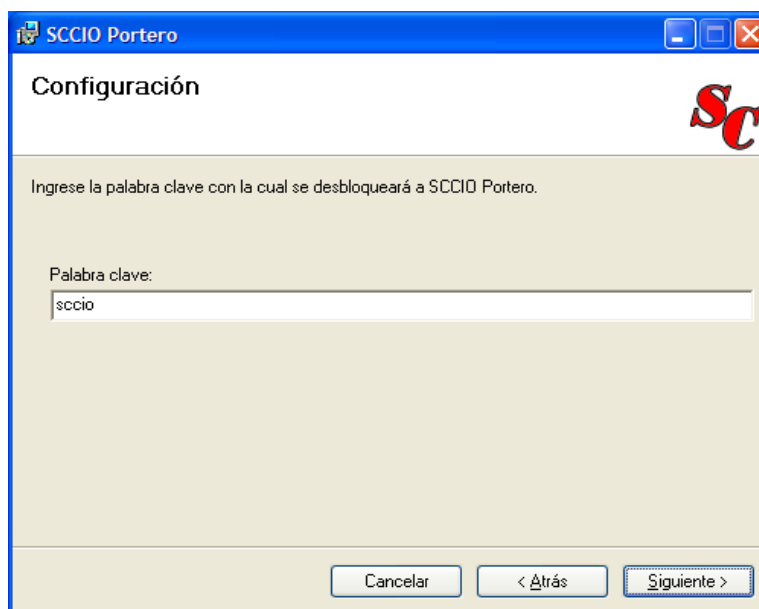 SCCIO Portero
Configuración
SC
Ingrese la palabra clave con la cual se desbloqueará a SCCIO Portero.
Palabra clave:
sccio
Cancelar
< Atrás
Siguiente >